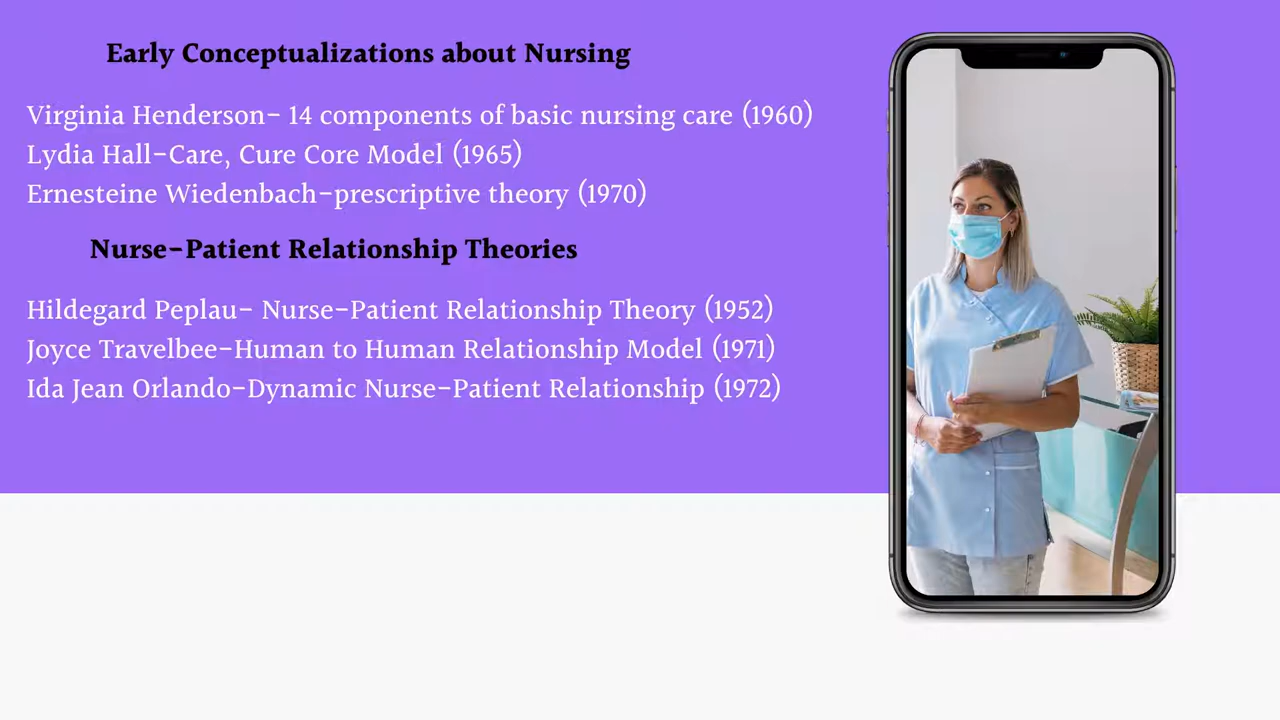 Early Conceptualizations about Nursing
Virginia Henderson- 14 components of basic nursing care (1960)
Lydia Hall-Care, Cure Core Model (1965)
Ernesteine Wiedenbach-prescriptive theory (1970)
Nurse-Patient Relationship Theories
Hildegard Peplau- Nurse-Patient Relationship Theory (1952)
Joyce Travelbee-Human to Human Relationship Model (1971)
Ida Jean Orlando-Dynamic Nurse-Patient Relationship (1972)